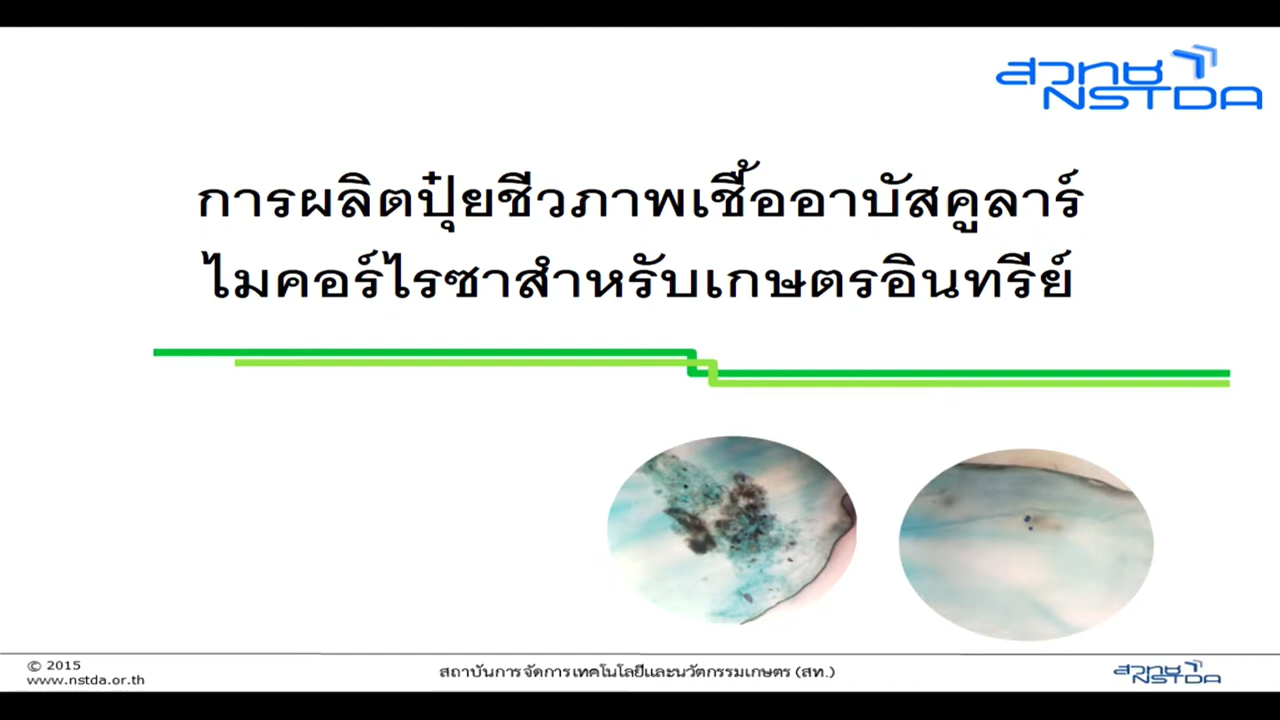 สวทช
NSTDA
การผลิตปุ๋ยชีวภาพเชื้ออาบัสคูลาร์
ไมคอร์ไรซาสำหรับเกษตรอินทรีย์
© 2015
www.nstda.or.th
สถาบันการจัดการเทคโนโลยีและนวัตกรรมเกษตร (สท.)
สวทช
NSTDA